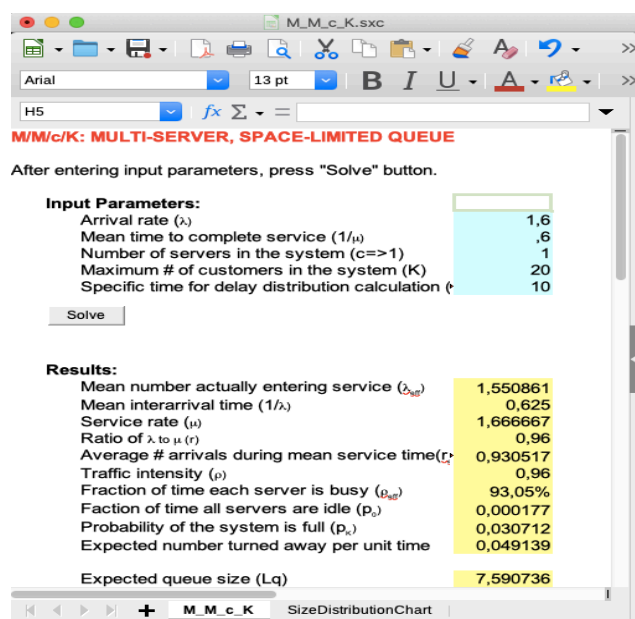 M_M_c_K.sxc
Arial 13 pt B I U A
H5 fx Σ =
M/M/c/K: MULTI-SERVER, SPACE-LIMITED QUEUE
After entering input parameters, press "Solve" button.
Input Parameters:
Arrival rate (λ) 1,6
Mean time to complete service (1/μ) ,6
Number of servers in the system (c=>1) 1
Maximum # of customers in the system (K) 20
Specific time for delay distribution calculation ( 10
Solve
Results:
Mean number actually entering service (λeff) 1,550861
Mean interarrival time (1/λ) 0,625
Service rate (μ) 1,666667
Ratio of λ to μ (r) 0,96
Average # arrivals during mean service time(r 0,930517
Traffic intensity (ρ) 0,96
Fraction of time each server is busy (ρeff) 93,05%
Faction of time all servers are idle (p₀) 0,000177
Probability of the system is full (pK) 0,030712
Expected number turned away per unit time 0,049139
Expected queue size (Lq) 7,590736
M_M_c_K SizeDistributionChart